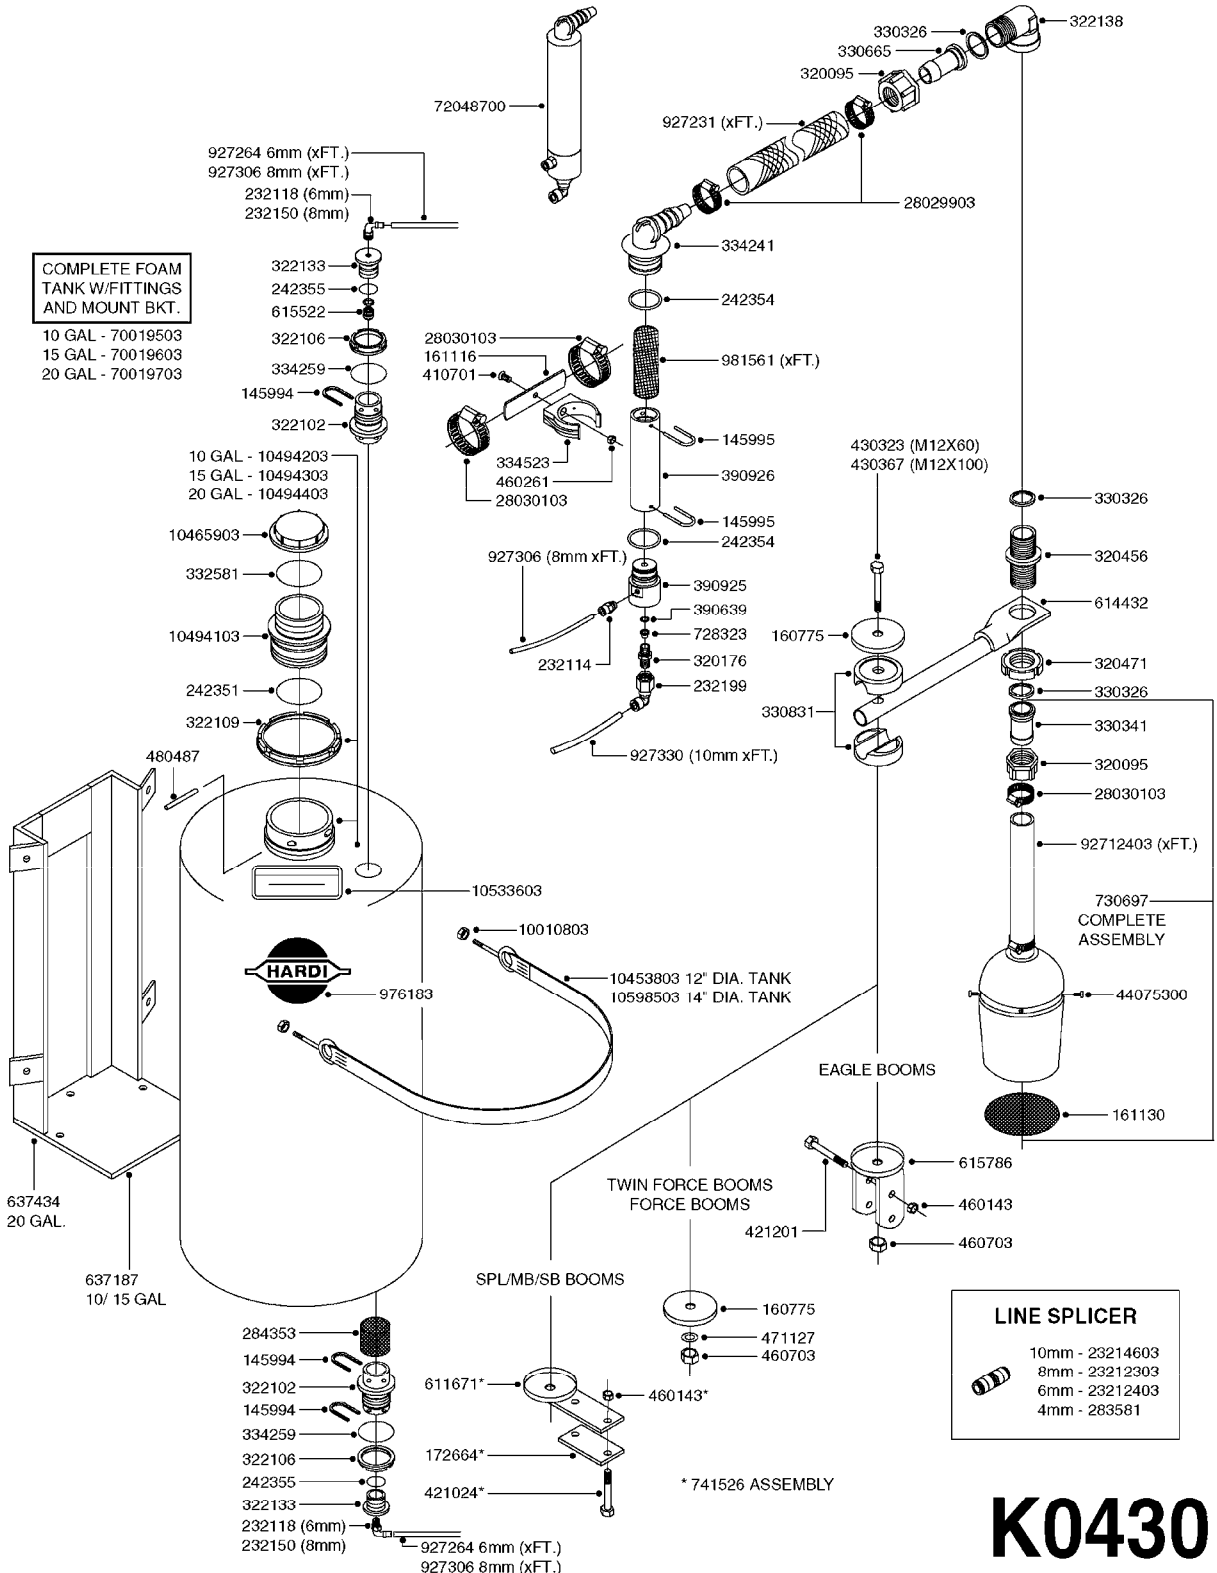 322138
330326
330665
320095
72048700
927231 (xFT.)
28029903
927264 6mm (xFT.)
927306 8mm (xFT.)
232118 (6mm)
232150 (8mm)
COMPLETE FOAM
TANK W/FITTINGS
AND MOUNT BKT.
10 GAL - 70019503
15 GAL - 70019603
20 GAL - 70019703
322133
242355
615522
322106
334259
145994
322102
10 GAL - 10494203
15 GAL - 10494303
20 GAL - 10494403
10465903
332581
10494103
242351
322109
480487
334241
242354
981561 (xFT.)
28030103
161116
410701
334523
460261
28030103
145995
390926
145995
242354
927306 (8mm xFT.)
390925
390639
728323
232114
320176
232199
927330 (10mm xFT.)
430323 (M12X60)
430367 (M12X100)
160775
330831
330326
320456
614432
320471
330326
330341
320095
28030103
92712403 (xFT.)
730697
COMPLETE
ASSEMBLY
44075300
161130
10533603
10010803
HARDI
976183
10453803 12" DIA. TANK
10598503 14" DIA. TANK
EAGLE BOOMS
615786
460143
421201
460703
TWIN FORCE BOOMS
FORCE BOOMS
SPL/MB/SB BOOMS
637434
20 GAL.
637187
10/ 15 GAL
160775
471127
460703
611671*
460143*
172664*
421024*
* 741526 ASSEMBLY
284353
145994
322102
145994
334259
322106
242355
322133
232118 (6mm)
232150 (8mm)
927264 6mm (xFT.)
927306 8mm (xFT.)
LINE SPLICER
10mm - 23214603
8mm - 23212303
6mm - 23212403
4mm - 283581
K0430